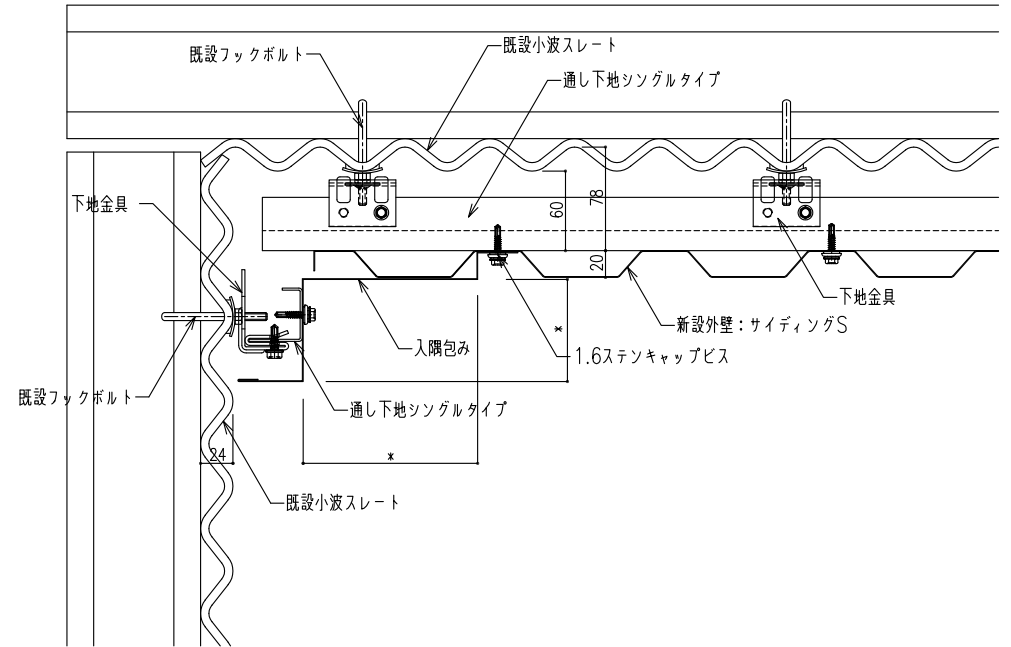 既設小波スレート
既設フックボルト
通し下地シングルタイプ
下地金具
60
78
20
下地金具
新設外壁：サイディングS
*
入隅包み
1.6ステンキャップビス
既設フックボルト
通し下地シングルタイプ
24
*
既設小波スレート